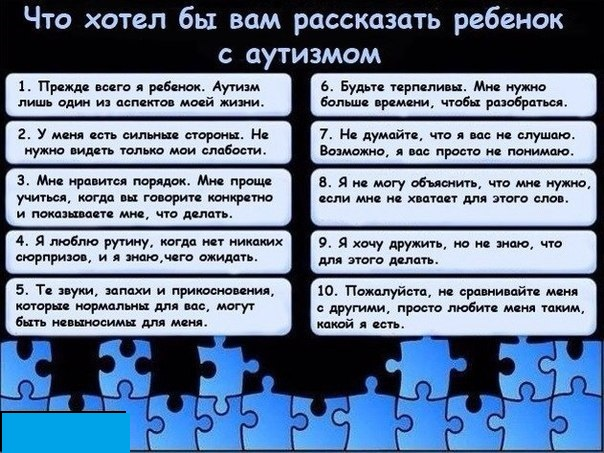 Что хотел бы вам рассказать ребенок
с аутизмом
1. Прежде всего я ребенок. Аутизм
лишь один из аспектов моей жизни.
2. У меня есть сильные стороны. Не
нужно видеть только мои слабости.
3. Мне нравится порядок. Мне проще
учиться, когда вы говорите конкретно
и показываете мне, что делать.
4. Я люблю рутину, когда нет никаких
сюрпризов, и я знаю,чего ожидать.
5. Те звуки, запахи и прикосновения,
которые нормальны для вас, могут
быть невыносимы для меня.
6. Будьте терпеливы. Мне нужно
больше времени, чтобы разобраться.
7. Не думайте, что я вас не слушаю.
Возможно, я вас просто не понимаю.
8. Я не могу объяснить, что мне нужно,
если мне не хватает для этого слов.
9. Я хочу дружить, но не знаю, что
для этого делать.
10. Пожалуйста, не сравнивайте меня
с другими, просто любите меня таким,
какой я есть.